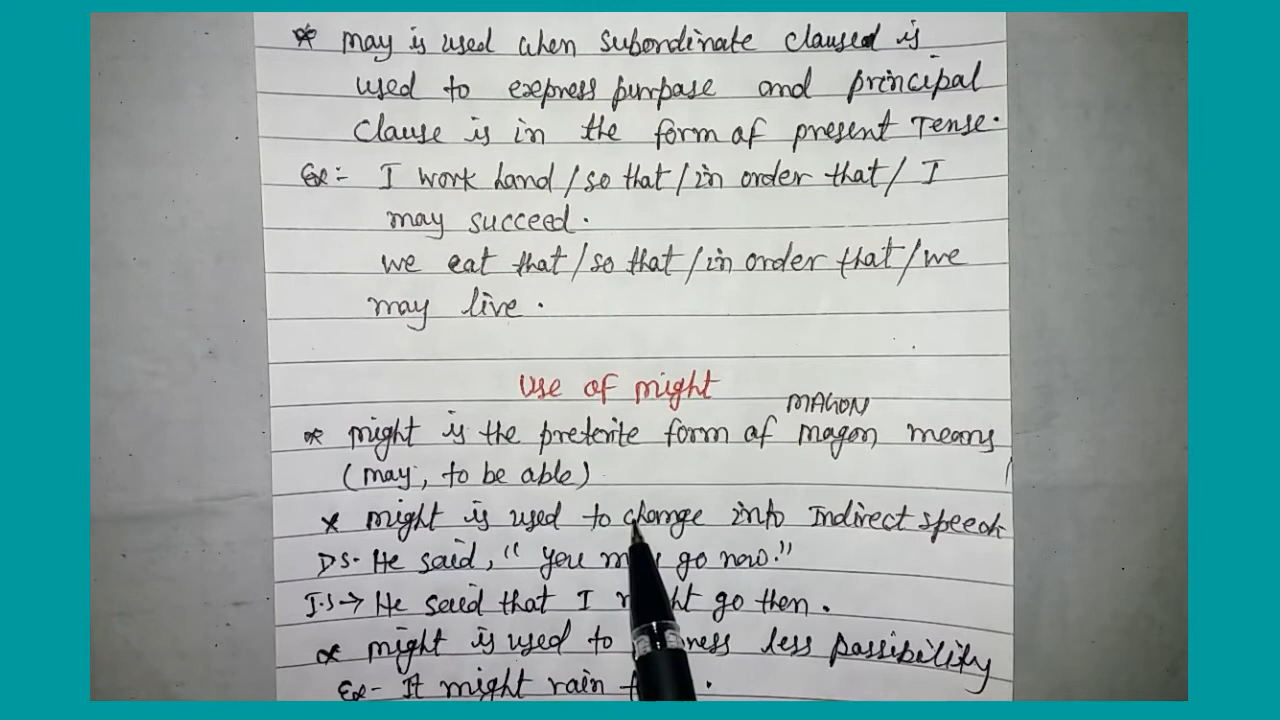 * may is used when subordinate claused is
used to express purpase and principal
clause is in the form of present Tense.
Ex:- I work hard / so that / in order that / I
may succeed.
we eat that / so that / in order that / we
may live.
use of might
MAGON
* might is the preterite form of magon means
(may, to be able)
* might is used to change into Indirect speech
DS- He said, "you may go now."
I.S → He said that I might go then.
* might is used to less possibility
Ex- It might rain